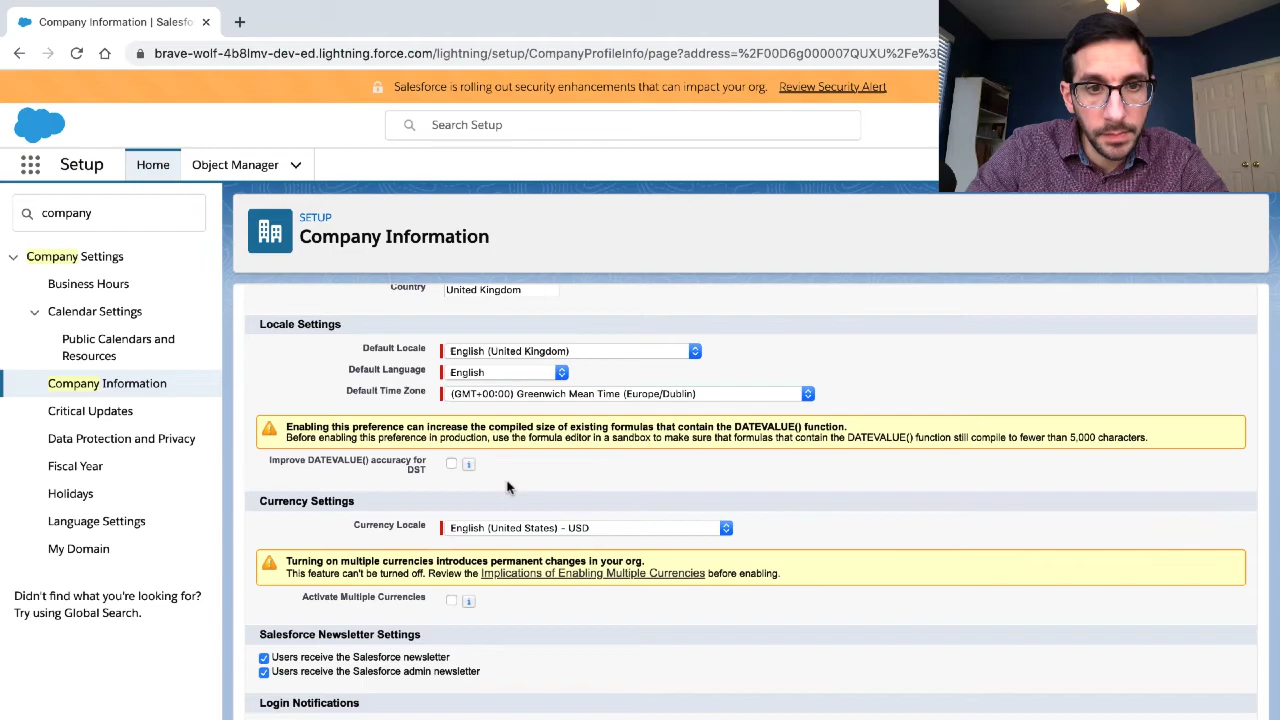 Company Information | Salesfo
brave-wolf-4b8lmv-dev-ed.lightning.force.com/lightning/setup/CompanyProfileInfo/page?address=%2F00D6g000007QUXU%2Fe%3
Salesforce is rolling out security enhancements that can impact your org. Review Security Alert
Search Setup
Setup Home Object Manager
company
Company Settings
Business Hours
Calendar Settings
Public Calendars and
Resources
Company Information
Critical Updates
Data Protection and Privacy
Fiscal Year
Holidays
Language Settings
My Domain
Didn't find what you're looking for?
Try using Global Search.
SETUP
Company Information
Country United Kingdom
Locale Settings
Default Locale English (United Kingdom)
Default Language English
Default Time Zone (GMT+00:00) Greenwich Mean Time (Europe/Dublin)
Enabling this preference can increase the compiled size of existing formulas that contain the DATEVALUE() function.
Before enabling this preference in production, use the formula editor in a sandbox to make sure that formulas that contain the DATEVALUE() function still compile to fewer than 5,000 characters.
Improve DATEVALUE() accuracy for
DST
Currency Settings
Currency Locale English (United States) - USD
Turning on multiple currencies introduces permanent changes in your org.
This feature can't be turned off. Review the Implications of Enabling Multiple Currencies before enabling.
Activate Multiple Currencies
Salesforce Newsletter Settings
Users receive the Salesforce newsletter
Users receive the Salesforce admin newsletter
Login Notifications